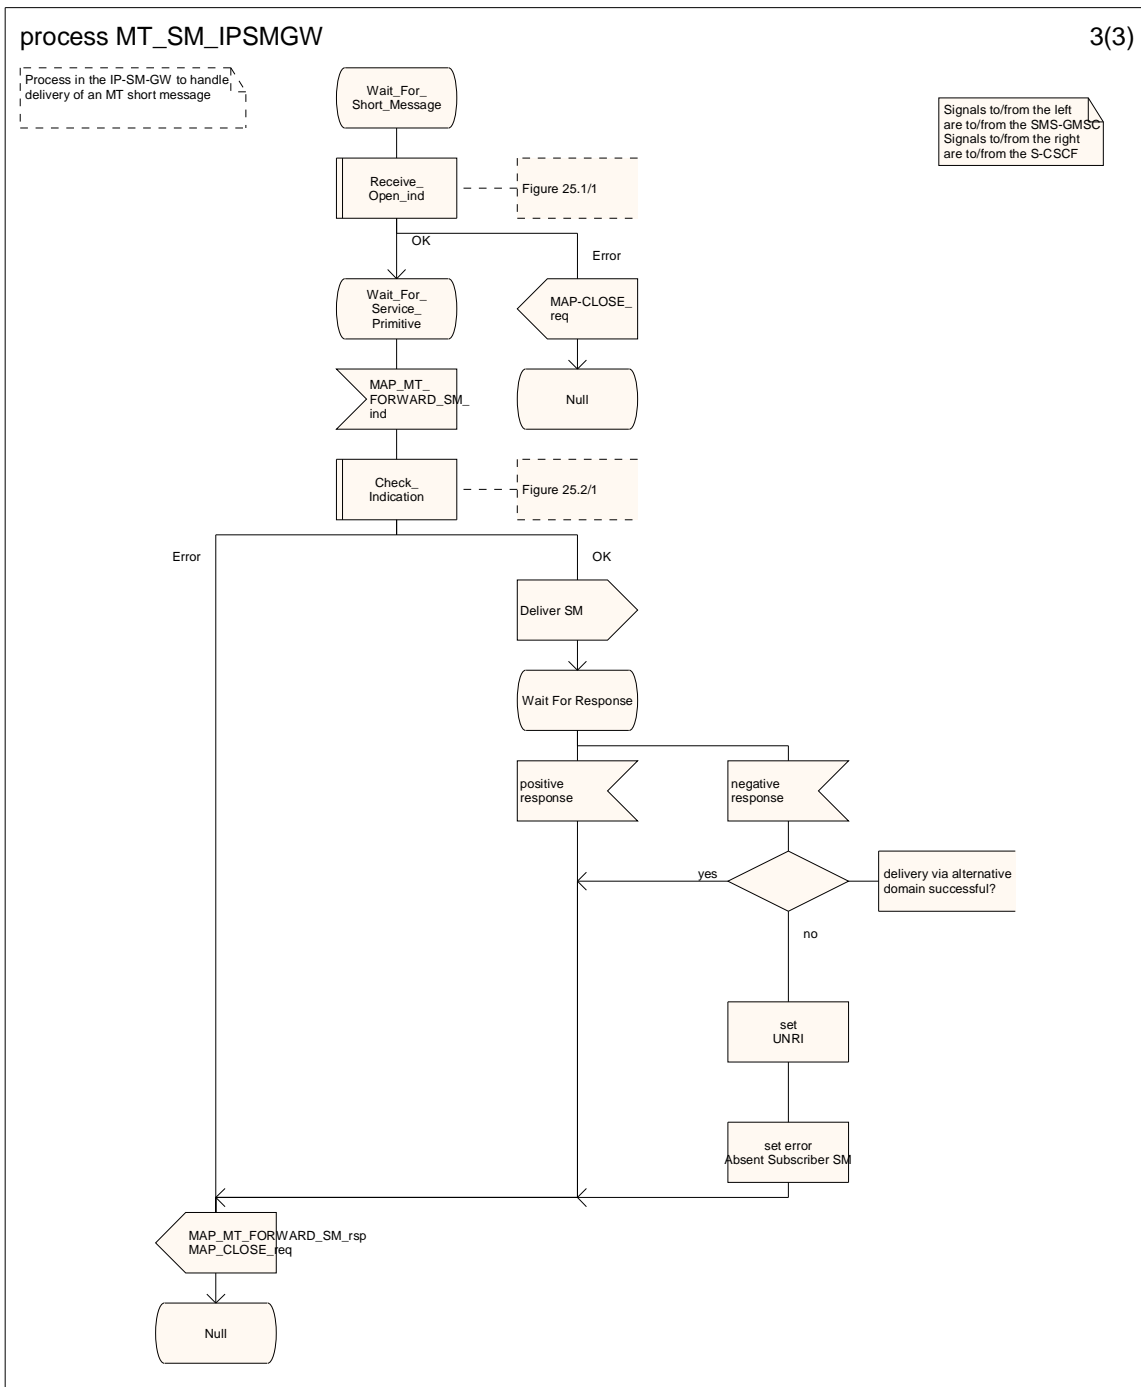 process MT_SM_IPSMGW
3(3)
Process in the IP-SM-GW to handle
delivery of an MT short message
Wait_For_
Short_Message
Signals to/from the left
are to/from the SMS-GMSC
Signals to/from the right
are to/from the S-CSCF
Receive_
Open_ind
Figure 25.1/1
OK
Error
Wait_For_
Service_
Primitive
MAP-CLOSE_
req
MAP_MT_
FORWARD_SM_
ind
Null
Check_
Indication
Figure 25.2/1
Error
OK
Deliver SM
Wait For Response
positive
response
negative
response
yes
delivery via alternative
domain successful?
no
set
UNRI
set error
Absent Subscriber SM
MAP_MT_FORWARD_SM_rsp
MAP_CLOSE_req
Null